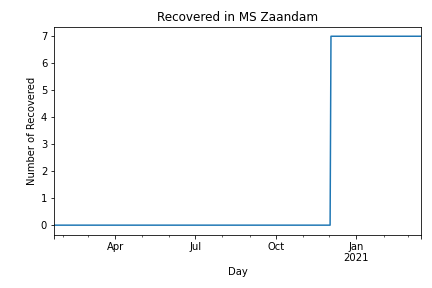 Recovered in MS Zaandam
Number of Recovered
7
6
5
4
3
2
1
0
Apr
Jul
Oct
Jan
2021
Day